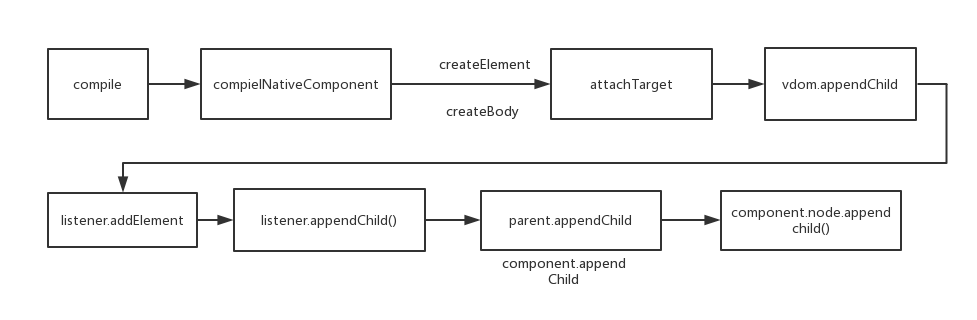 compile
compielNativeComponent
createElement
createBody
attachTarget
vdom.appendChild
listener.addElement
listener.appendChild()
parent.appendChild
component.append
Child
component.node.append
child()